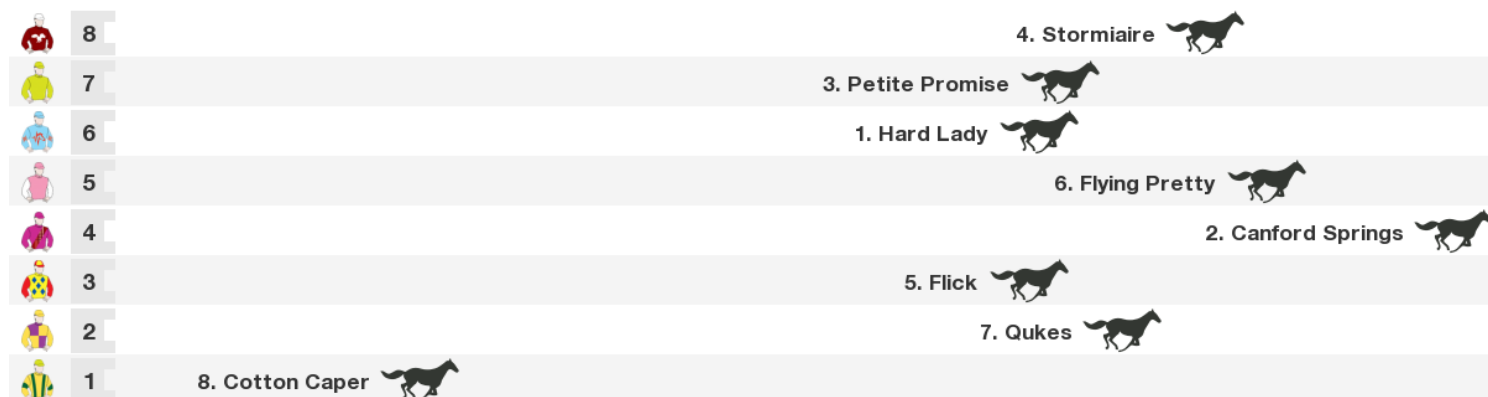 8 4. Stormiaire
7 3. Petite Promise
6 1. Hard Lady
5 6. Flying Pretty
4 2. Canford Springs
3 5. Flick
2 7. Qukes
1 8. Cotton Caper